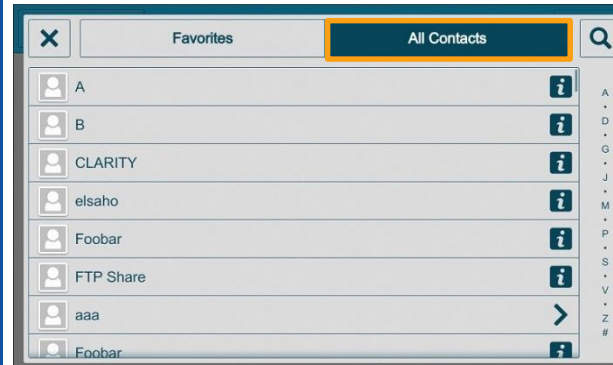 Favorites
All Contacts
A
B
CLARITY
elsaho
Foobar
FTP Share
aaa
Foobar
A
D
G
J
M
P
S
V
Z
#